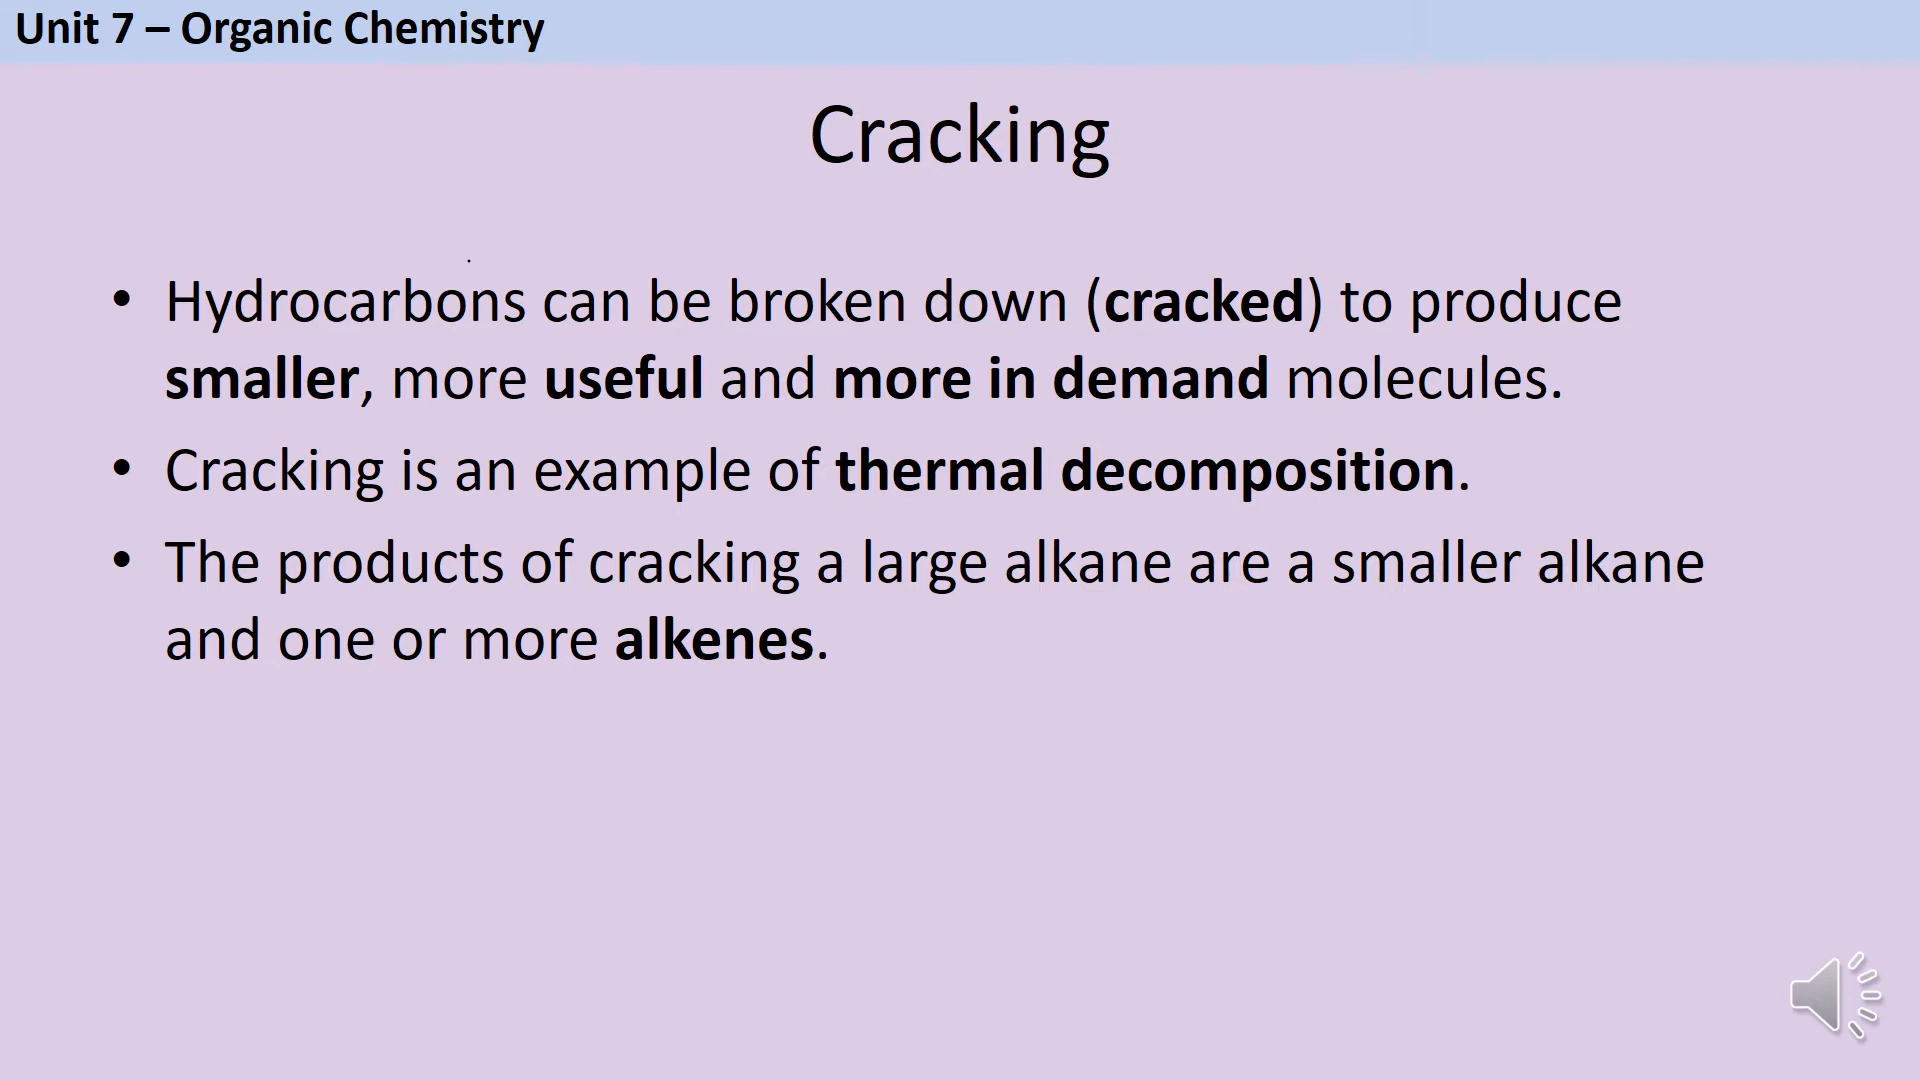 Unit 7 – Organic Chemistry
Cracking
• Hydrocarbons can be broken down (cracked) to produce
smaller, more useful and more in demand molecules.
• Cracking is an example of thermal decomposition.
• The products of cracking a large alkane are a smaller alkane
and one or more alkenes.